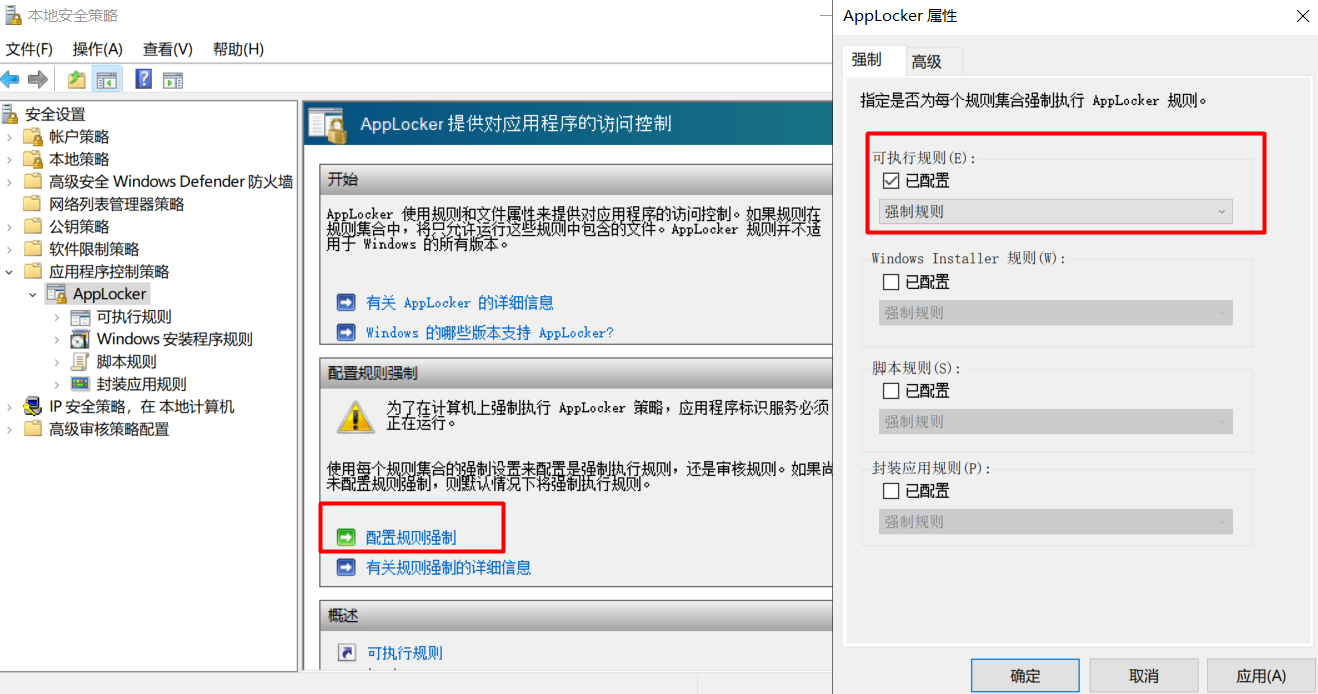 本地安全策略
文件(F) 操作(A) 查看(V) 帮助(H)
安全设置
帐户策略
本地策略
高级安全 Windows Defender 防火墙
网络列表管理器策略
公钥策略
软件限制策略
应用程序控制策略
AppLocker
可执行规则
Windows 安装程序规则
脚本规则
封装应用规则
IP 安全策略，在 本地计算机
高级审核策略配置
AppLocker 提供对应用程序的访问控制
开始
AppLocker 使用规则和文件属性来提供对应用程序的访问控制。如果规则在
规则集合中，将只允许运行这些规则中包含的文件。AppLocker 规则并不适
用于 Windows 的所有版本。
有关 AppLocker 的详细信息
Windows 的哪些版本支持 AppLocker?
配置规则强制
为了在计算机上强制执行 AppLocker 策略，应用程序标识服务必须
正在运行。
使用每个规则集合的强制设置来配置是强制执行规则，还是审核规则。如果尚
未配置规则强制，则默认情况下将强制执行规则。
配置规则强制
有关规则强制的详细信息
概述
可执行规则
AppLocker 属性
强制 高级
指定是否为每个规则集合强制执行 AppLocker 规则。
可执行规则(E):
已配置
强制规则
Windows Installer 规则(W):
已配置
强制规则
脚本规则(S):
已配置
强制规则
封装应用规则(P):
已配置
强制规则
确定 取消 应用(A)